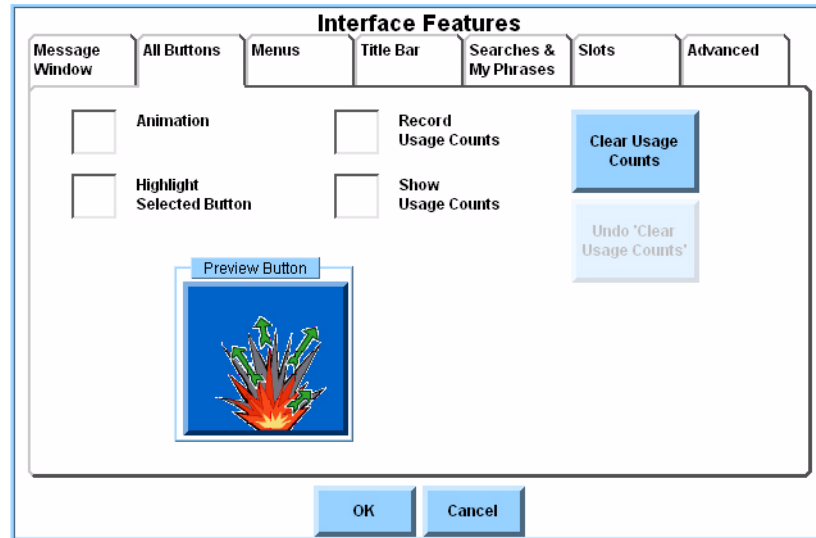 Interface Features
Message
Window
All Buttons
Menus
Title Bar
Searches &
My Phrases
Slots
Advanced
Animation
Record
Usage Counts
Clear Usage
Counts
Highlight
Selected Button
Show
Usage Counts
Undo 'Clear
Usage Counts'
Preview Button
OK
Cancel